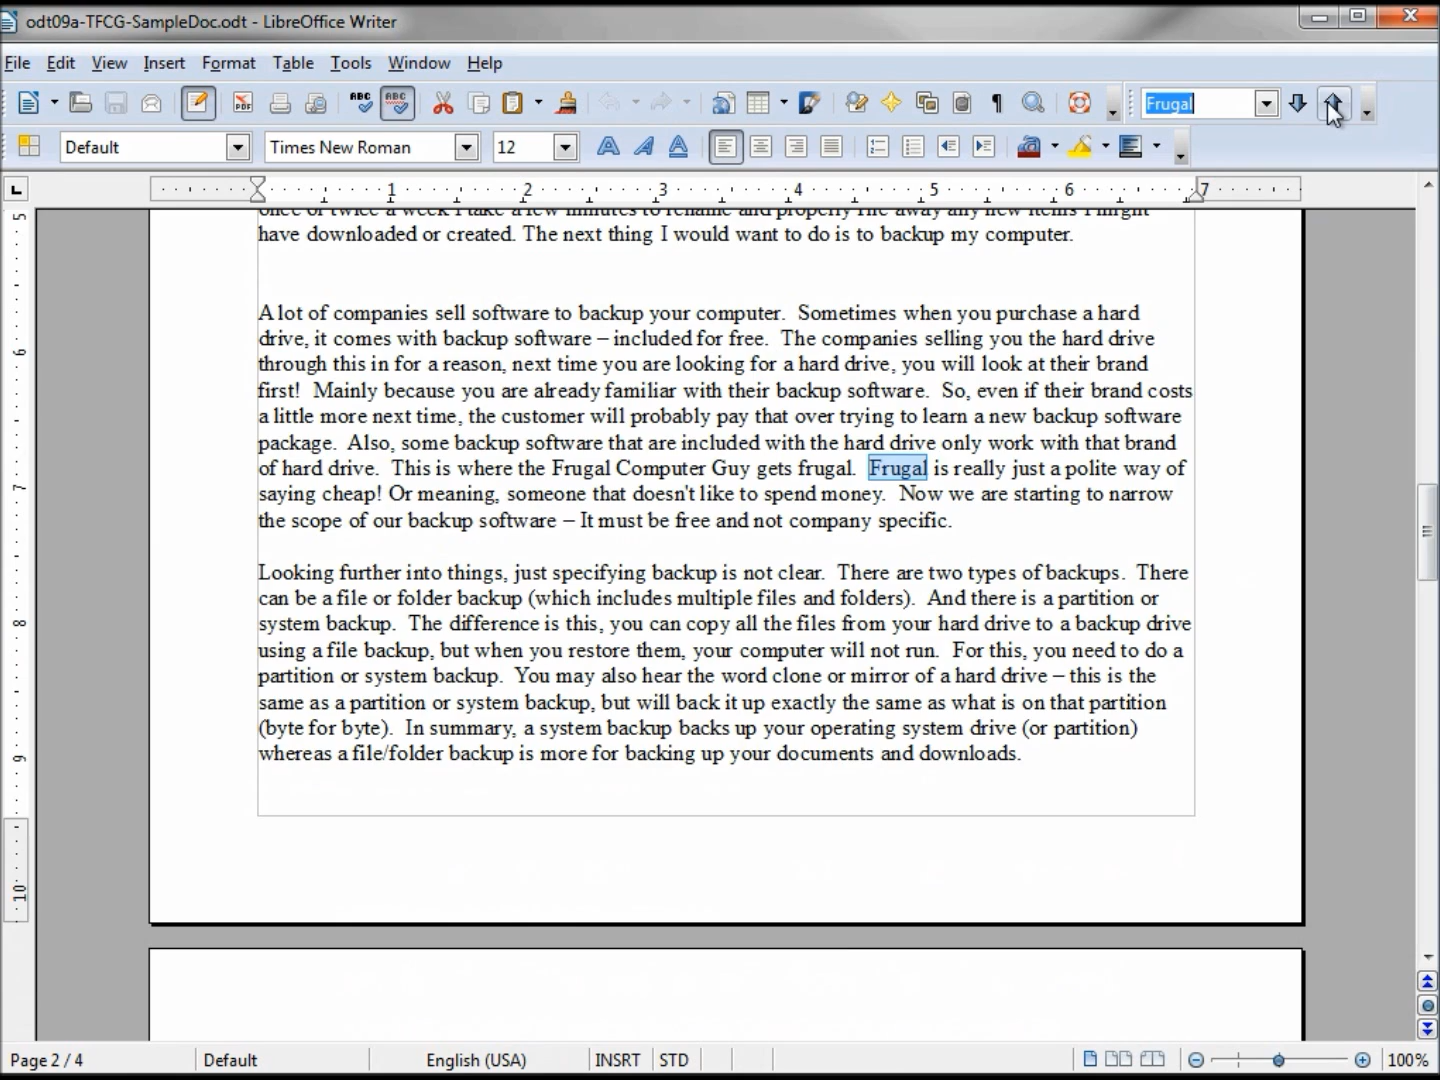 odt09a-TFCG-SampleDoc.odt - LibreOffice Writer
File Edit View Insert Format Table Tools Window Help
PDF ABC ABC Frugal
Default Times New Roman 12 A A A
1 2 3 4 5 6 7
once or twice a week I take a few minutes to rename and properly file away any new items I might
have downloaded or created. The next thing I would want to do is to backup my computer.
A lot of companies sell software to backup your computer. Sometimes when you purchase a hard
drive, it comes with backup software – included for free. The companies selling you the hard drive
through this in for a reason, next time you are looking for a hard drive, you will look at their brand
first! Mainly because you are already familiar with their backup software. So, even if their brand costs
a little more next time, the customer will probably pay that over trying to learn a new backup software
package. Also, some backup software that are included with the hard drive only work with that brand
of hard drive. This is where the Frugal Computer Guy gets frugal. Frugal is really just a polite way of
saying cheap! Or meaning, someone that doesn't like to spend money. Now we are starting to narrow
the scope of our backup software – It must be free and not company specific.
Looking further into things, just specifying backup is not clear. There are two types of backups. There
can be a file or folder backup (which includes multiple files and folders). And there is a partition or
system backup. The difference is this, you can copy all the files from your hard drive to a backup drive
using a file backup, but when you restore them, your computer will not run. For this, you need to do a
partition or system backup. You may also hear the word clone or mirror of a hard drive – this is the
same as a partition or system backup, but will back it up exactly the same as what is on that partition
(byte for byte). In summary, a system backup backs up your operating system drive (or partition)
whereas a file/folder backup is more for backing up your documents and downloads.
5
6
7
8
9
10
Page 2 / 4 Default English (USA) INSRT STD 100%